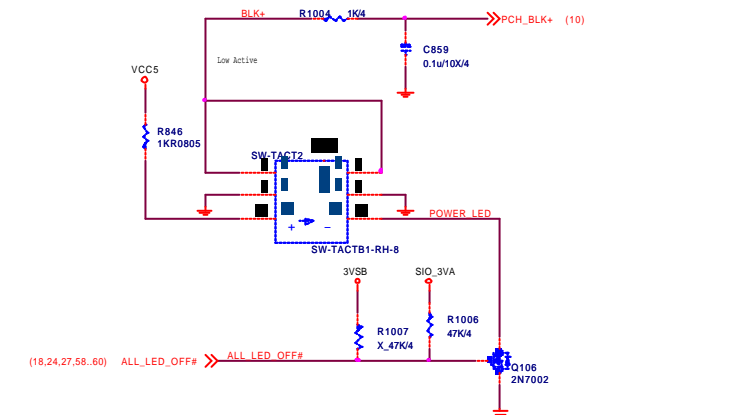 BLK+
R1004 1K/4
PCH_BLK+ (10)
C859
0.1u/10X/4
Low Active
VCC5
R846
1KR0805
SW-TACT2
POWER_LED
+ −
SW-TACTB1-RH-8
3VSB
SIO_3VA
R1007
X_47K/4
R1006
47K/4
(18,24,27,58..60) ALL_LED_OFF#
ALL_LED_OFF#
Q106
2N7002